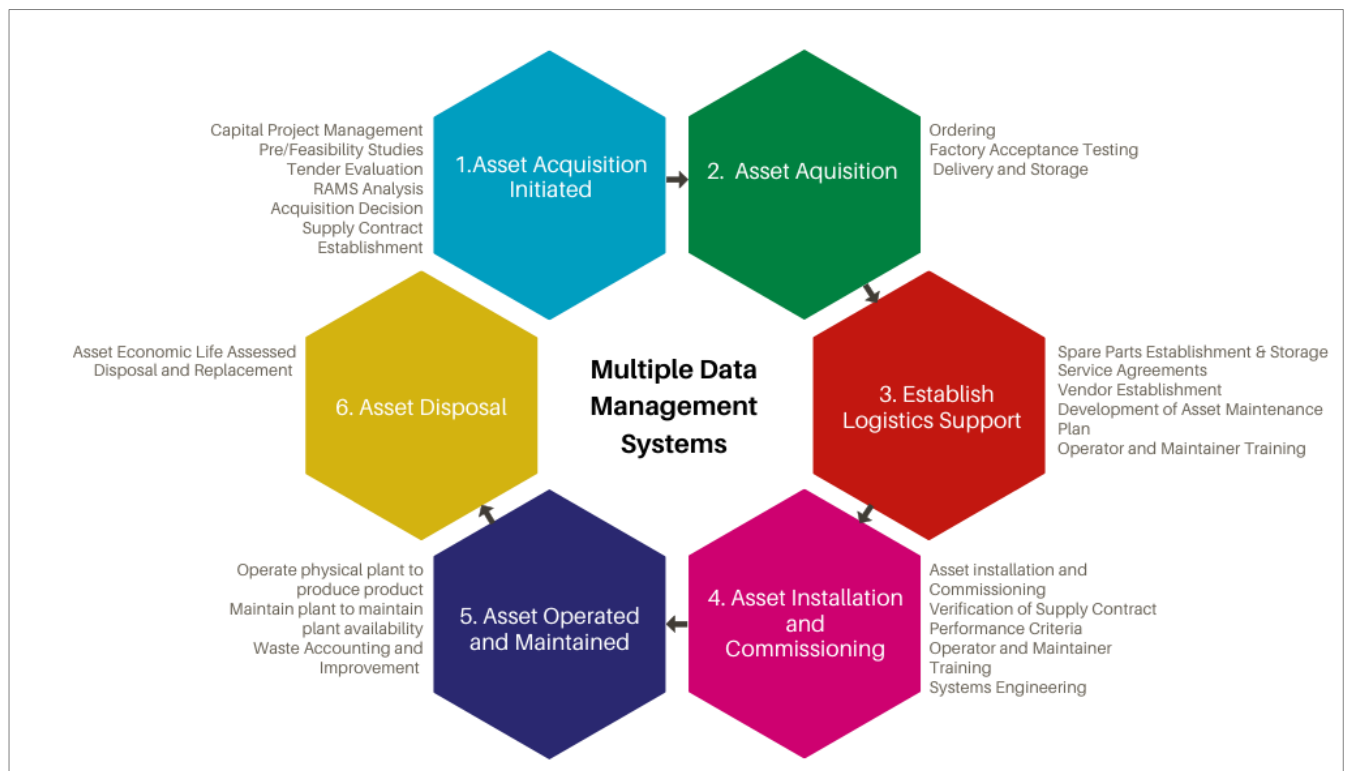 Capital Project Management
Pre/Feasibility Studies
Tender Evaluation
RAMS Analysis
Acquisition Decision
Supply Contract
Establishment
1.Asset Acquisition
Initiated
2. Asset Aquisition
Ordering
Factory Acceptance Testing
Delivery and Storage
Asset Economic Life Assessed
Disposal and Replacement
6. Asset Disposal
Multiple Data
Management
Systems
3. Establish
Logistics Support
Spare Parts Establishment & Storage
Service Agreements
Vendor Establishment
Development of Asset Maintenance
Plan
Operator and Maintainer Training
Operate physical plant to
produce product
Maintain plant to maintain
plant availability
Waste Accounting and
Improvement
5. Asset Operated
and Maintained
4. Asset Installation
and
Commissioning
Asset installation and
Commissioning
Verification of Supply Contract
Performance Criteria
Operator and Maintainer
Training
Systems Engineering